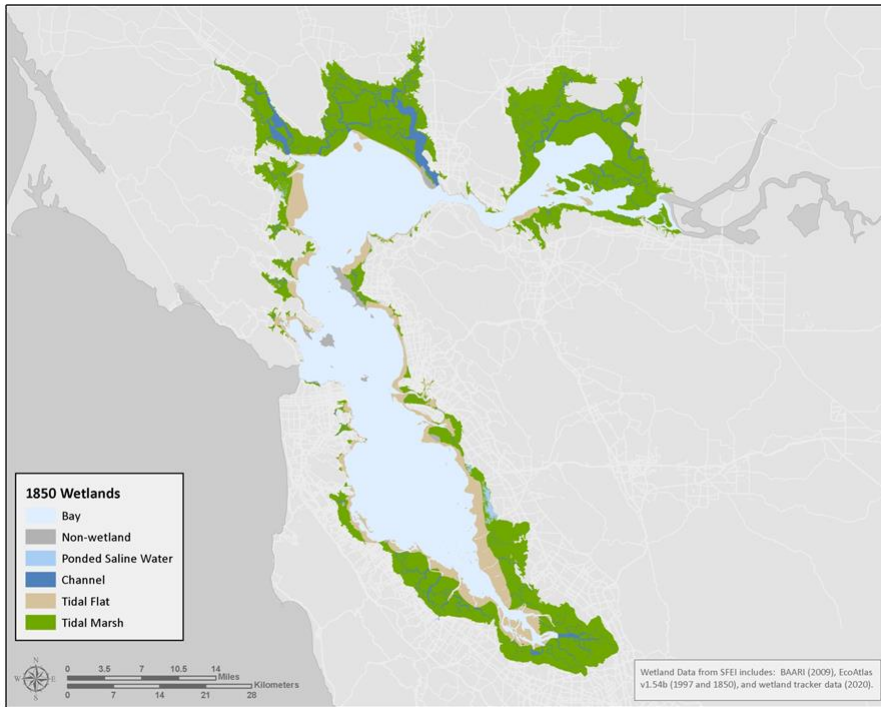 1850 Wetlands
Bay
Non-wetland
Ponded Saline Water
Channel
Tidal Flat
Tidal Marsh
N
W E
S
0 3.5 7 10.5 14
Miles
Kilometers
0 7 14 21 28
Wetland Data from SFEI includes: BAARI (2009), EcoAtlas
v1.54b (1997 and 1850), and wetland tracker data (2020).